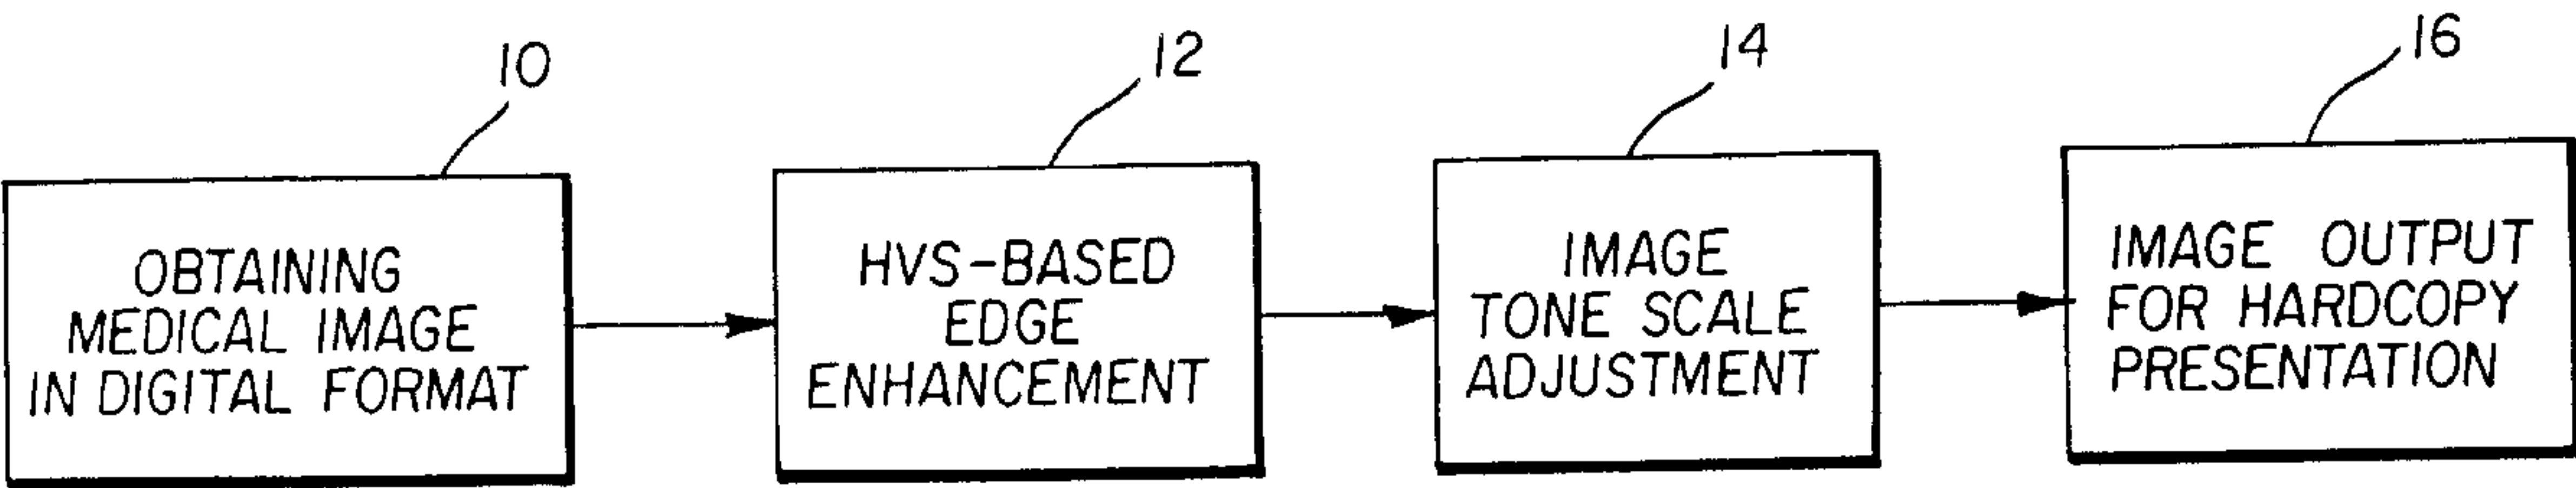 10
12
14
16
OBTAINING
MEDICAL IMAGE
IN DIGITAL FORMAT
HVS-BASED
EDGE
ENHANCEMENT
IMAGE
TONE SCALE
ADJUSTMENT
IMAGE OUTPUT
FOR HARDCOPY
PRESENTATION